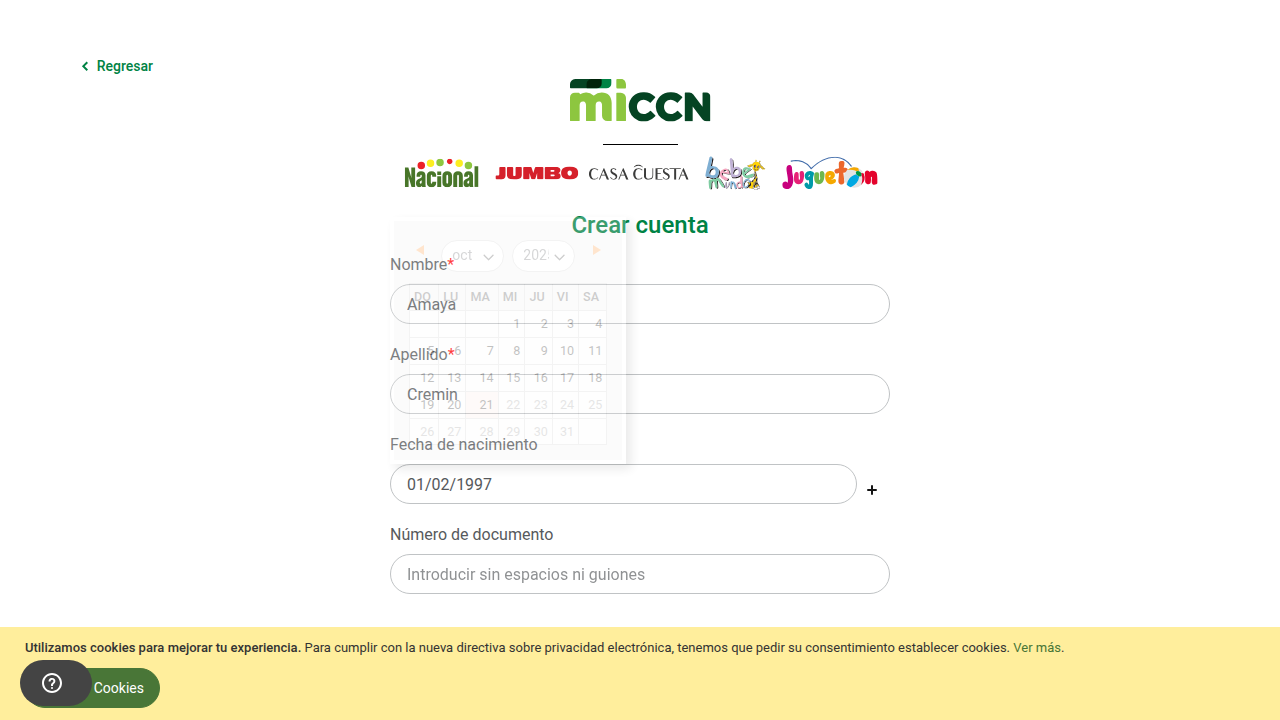 Regresar
miCCN
Nacional JUMBO CASA CUESTA bebé mundo Juguetón
Crear cuenta
oct 202
Nombre*
DO LU MA MI JU VI SA
Amaya
1 2 3 4
Apellido*
5 6 7 8 9 10 11
12 13 14 15 16 17 18
Cremin
19 20 21 22 23 24 25
26 27 28 29 30 31
Fecha de nacimiento
01/02/1997
+
Número de documento
Introducir sin espacios ni guiones
Utilizamos cookies para mejorar tu experiencia. Para cumplir con la nueva directiva sobre privacidad electrónica, tenemos que pedir su consentimiento establecer cookies. Ver más.
Cookies